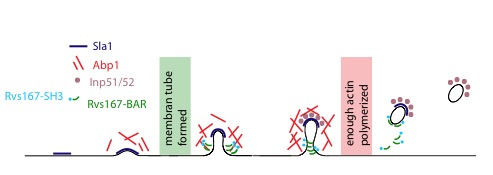 Sla1
Abp1
Inp51/52
Rvs167-SH3
Rvs167-BAR
membran tube
formed
enough actin
polymerized